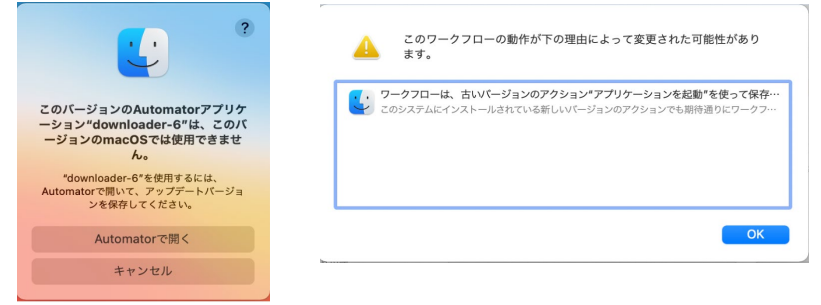 ?
このバージョンのAutomatorアプリケ
ーション“downloader-6”は、このバ
ージョンのmacOSでは使用できませ
ん。
“downloader-6”を使用するには、
Automatorで開いて、アップデートバージョ
ンを保存してください。
Automatorで開く
キャンセル
このワークフローの動作が下の理由によって変更された可能性があり
ます。
ワークフローは、古いバージョンのアクション“アプリケーションを起動”を使って保存…
このシステムにインストールされている新しいバージョンのアクションでも期待通りにワークフ…
OK